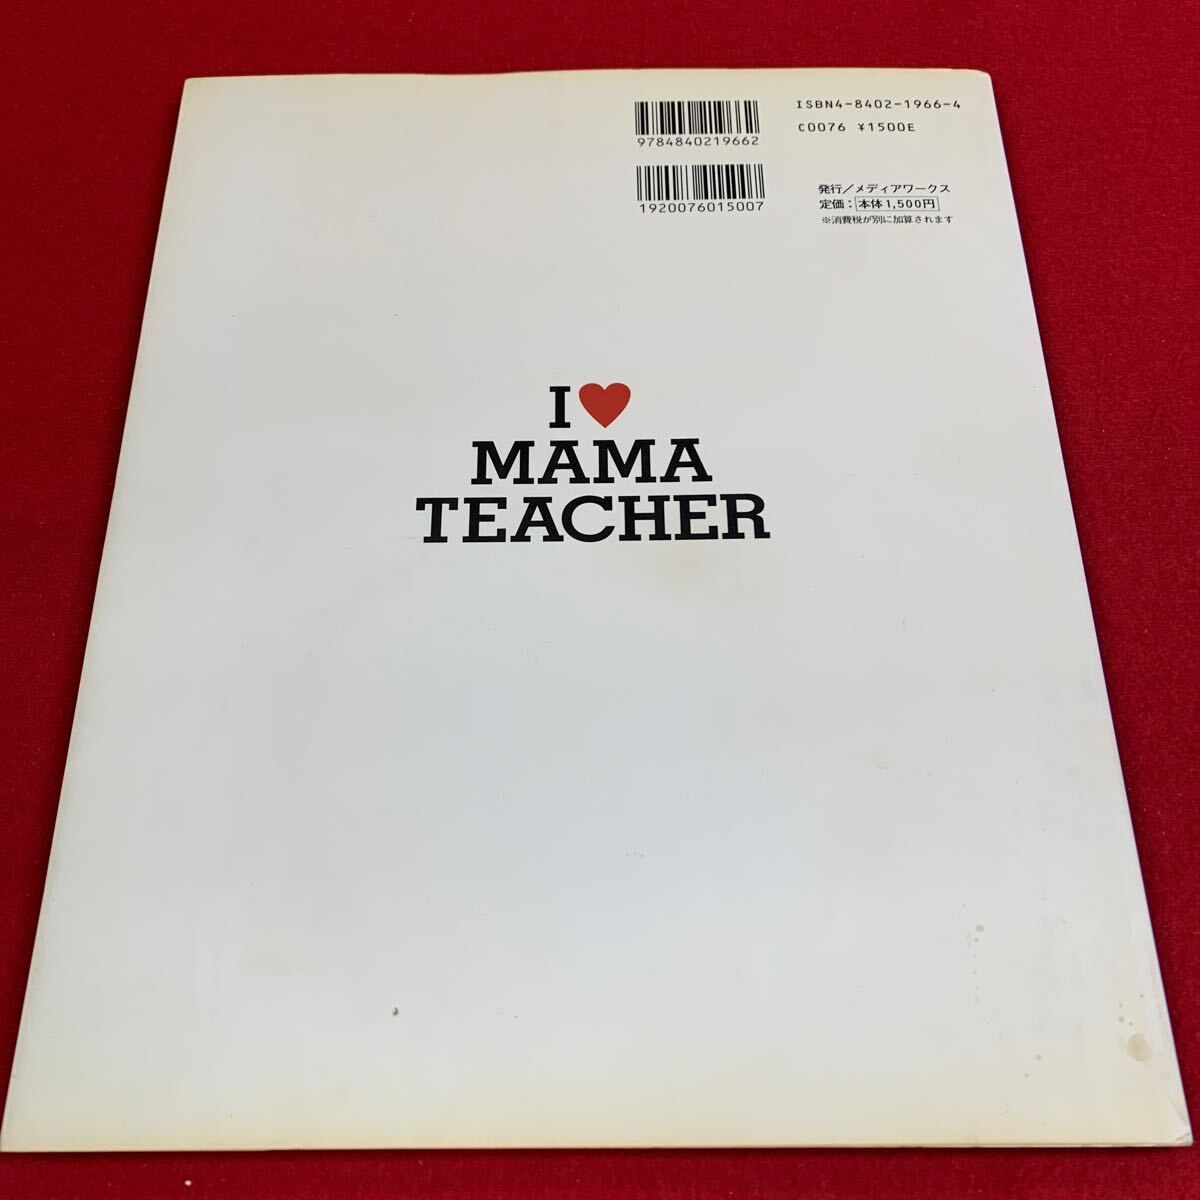 ISBN4-8402-1966-4
C0076 ¥1500E
9784840219662
1920076015007
発行／メディアワークス
定価：本体1,500円
※消費税が別に加算されます
I♥
MAMA
TEACHER